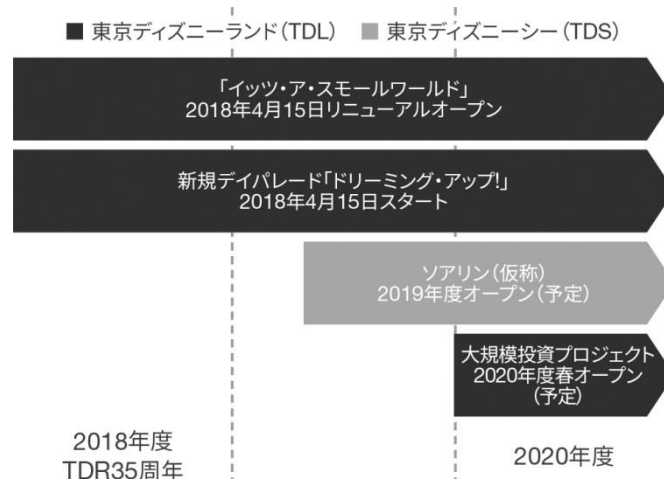 ■ 東京ディズニーランド(TDL) ■ 東京ディズニーシー(TDS)
「イッツ・ア・スモールワールド」
2018年4月15日リニューアルオープン
新規デイパレード「ドリーミング・アップ!」
2018年4月15日スタート
ソアリン(仮称)
2019年度オープン(予定)
大規模投資プロジェクト
2020年度春オープン
(予定)
2018年度
TDR35周年
2020年度